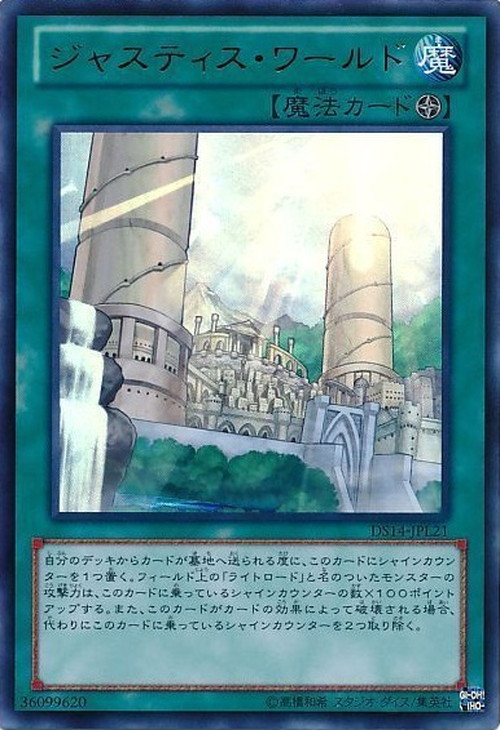 ジャスティス・ワールド
魔
【魔法カード】
DS14-JPL21
自分のデッキからカードが墓地へ送られる度に、このカードにシャインカウ
ンターを1つ置く。フィールド上の「ライトロード」と名のついたモンスターの
攻撃力は、このカードに乗っているシャインカウンターの数×100ポイント
アップする。また、このカードがカードの効果によって破壊される場合、
代わりにこのカードに乗っているシャインカウンターを2つ取り除く。
36099620
©高橋和希 スタジオ・ダイス/集英社